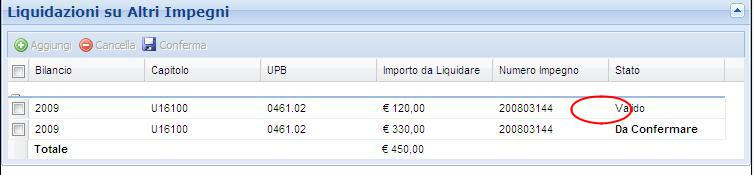 Liquidazioni su Altri Impegni
Aggiungi Cancella Conferma
Bilancio Capitolo UPB Importo da Liquidare Numero Impegno Stato
2009 U16100 0461.02 € 120,00 200803144 Valido
2009 U16100 0461.02 € 330,00 200803144 Da Confermare
Totale € 450,00